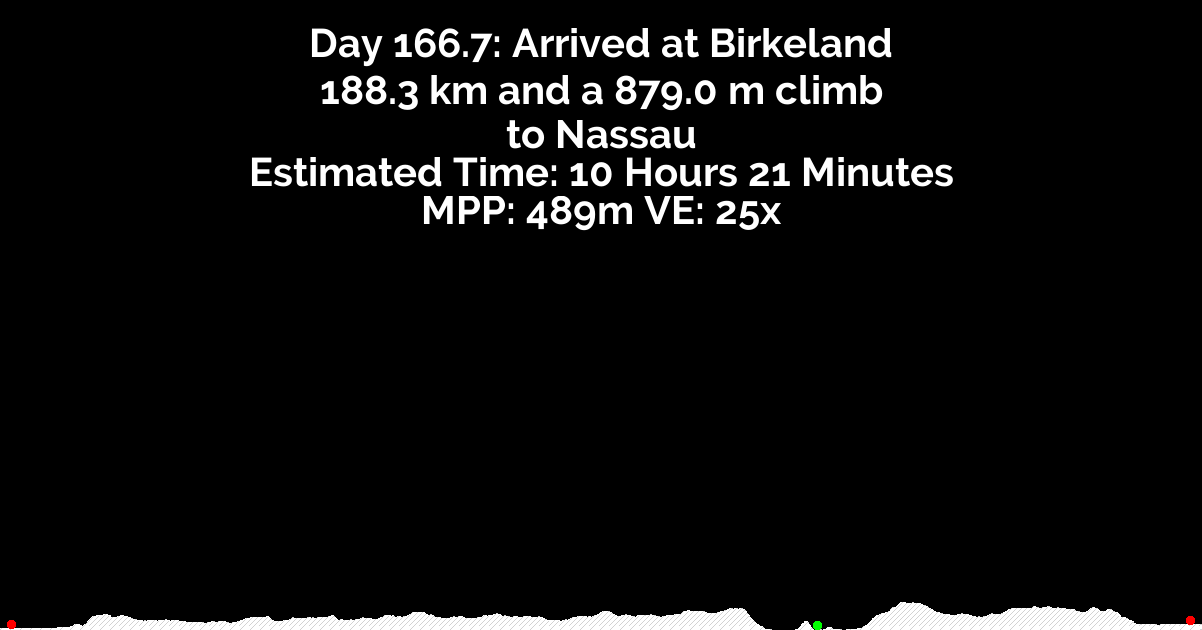 Day 166.7: Arrived at Birkeland
188.3 km and a 879.0 m climb
to Nassau
Estimated Time: 10 Hours 21 Minutes
MPP: 489m VE: 25x